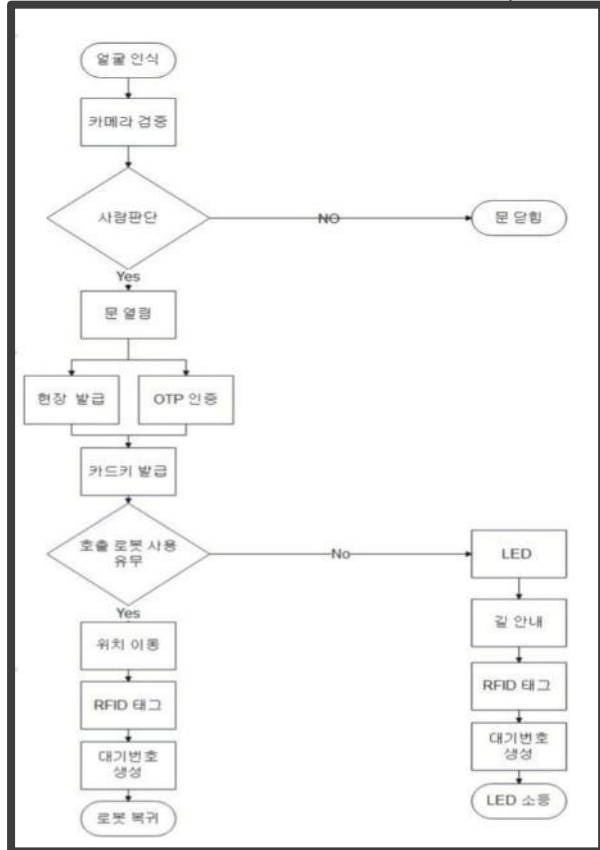 얼굴 인식
카메라 검증
사람판단
NO
문 닫힘
Yes
문 열림
현장 발급
OTP 인증
카드키 발급
호출 로봇 사용
유무
No
LED
Yes
위치 이동
길 안내
RFID 태그
RFID 태그
대기번호
생성
대기번호
생성
로봇 복귀
LED 소등